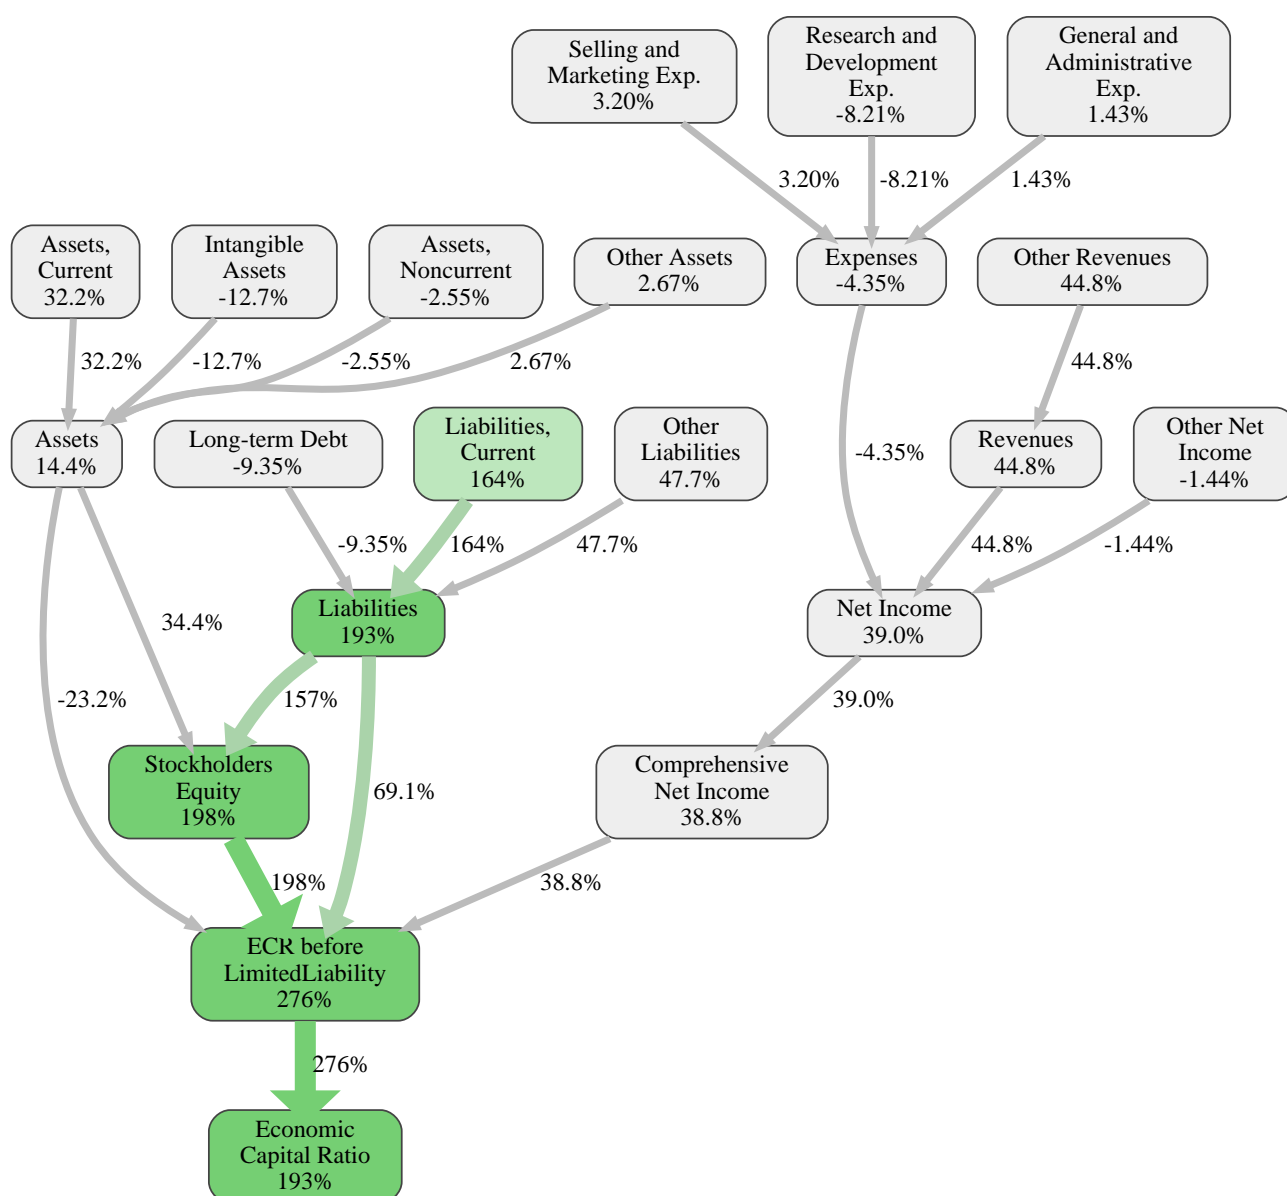 Selling and
Marketing Exp.
3.20%
Research and
Development
Exp.
-8.21%
General and
Administrative
Exp.
1.43%
3.20%
-8.21%
1.43%
Assets,
Current
32.2%
Intangible
Assets
-12.7%
Assets,
Noncurrent
-2.55%
Other Assets
2.67%
Expenses
-4.35%
Other Revenues
44.8%
32.2%
-12.7%
-2.55%
2.67%
44.8%
Assets
14.4%
Long-term Debt
-9.35%
Liabilities,
Current
164%
Other
Liabilities
47.7%
-4.35%
Revenues
44.8%
Other Net
Income
-1.44%
-9.35%
164%
47.7%
44.8%
-1.44%
Liabilities
193%
Net Income
39.0%
34.4%
-23.2%
157%
39.0%
Stockholders
Equity
198%
69.1%
Comprehensive
Net Income
38.8%
198%
38.8%
ECR before
LimitedLiability
276%
276%
Economic
Capital Ratio
193%